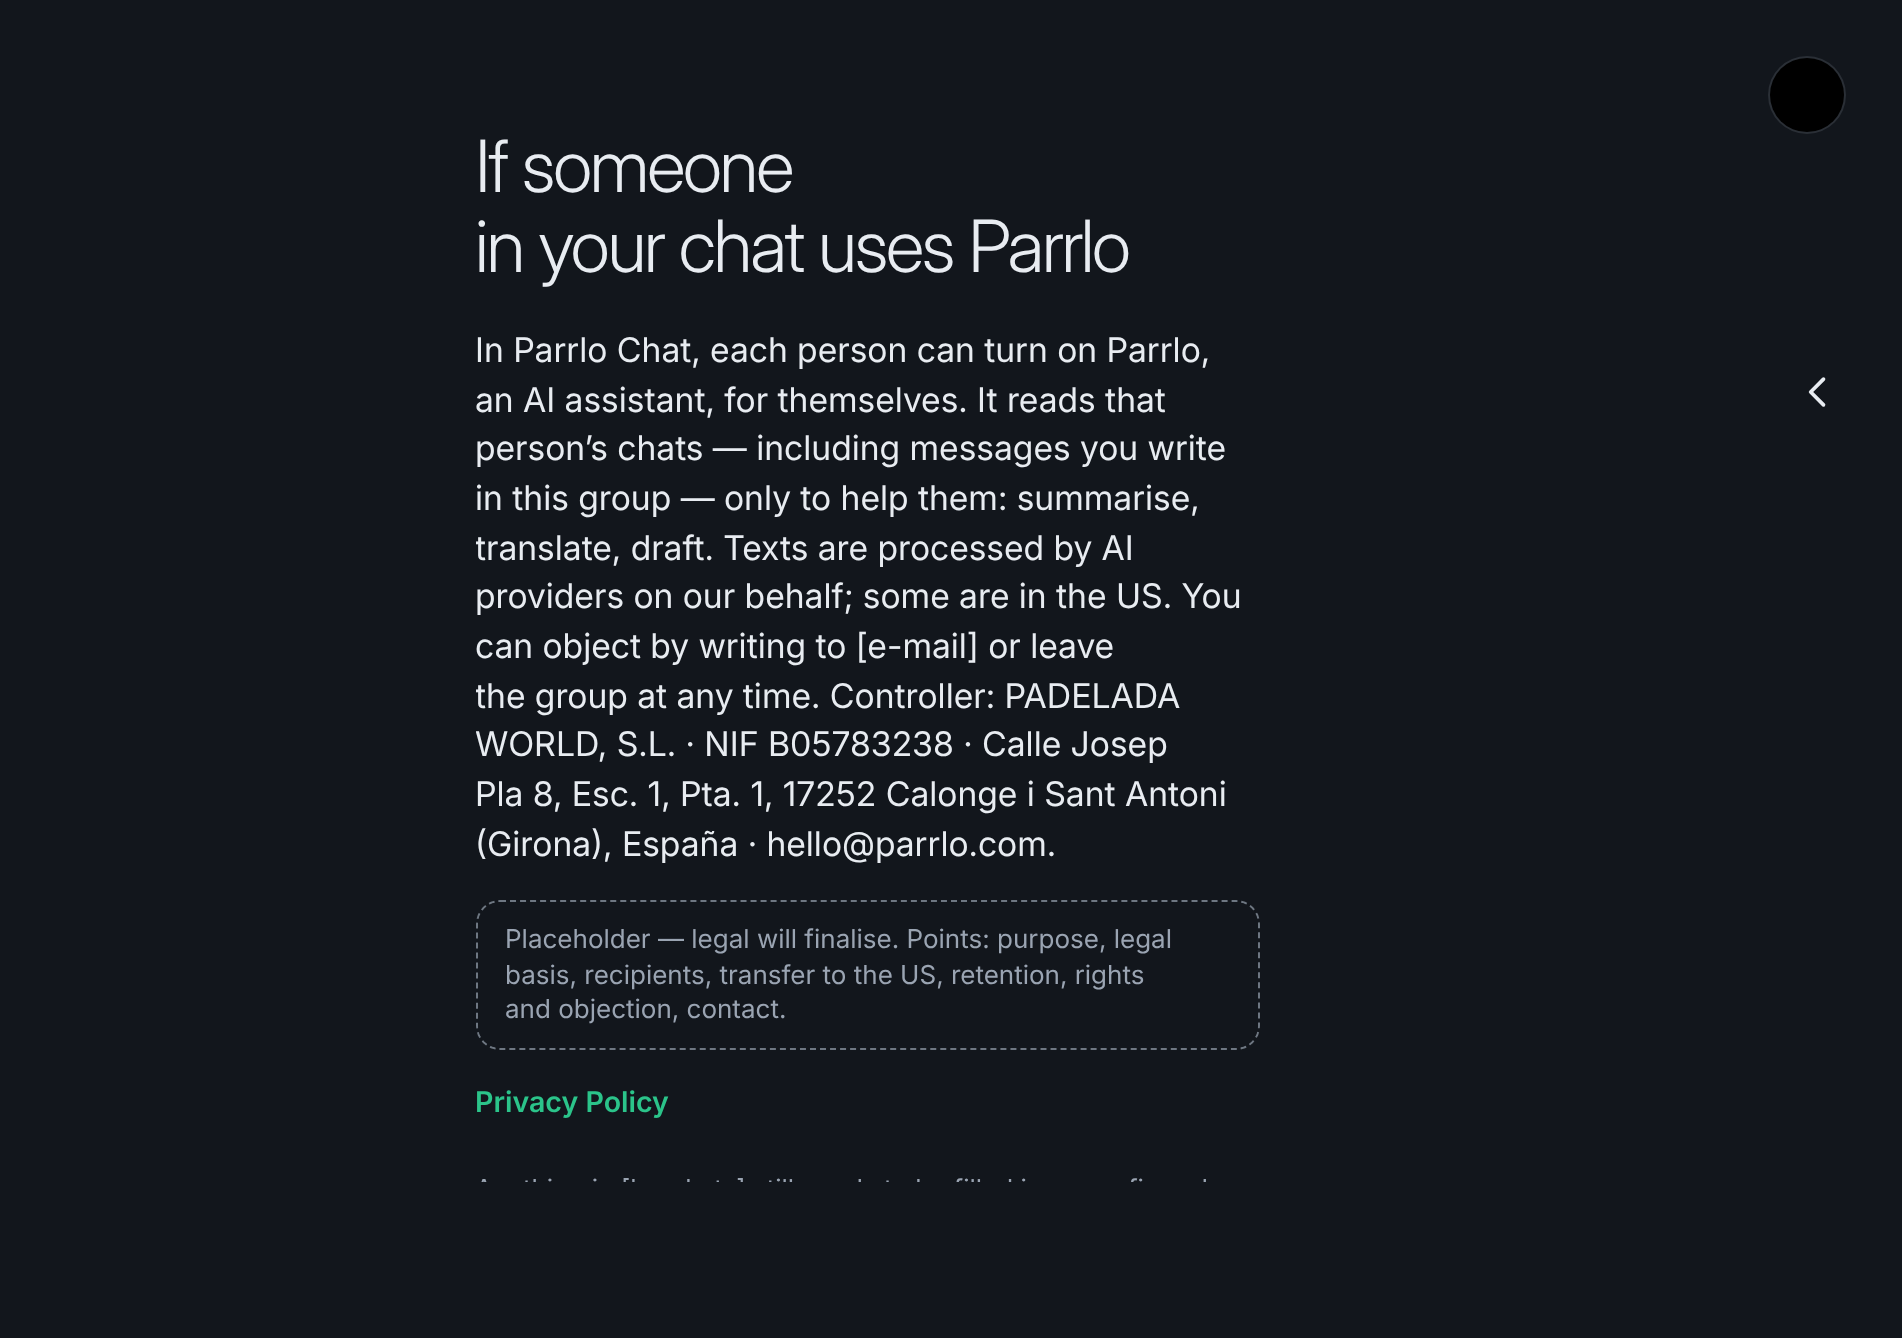 If someone
in your chat uses Parrlo
In Parrlo Chat, each person can turn on Parrlo,
an AI assistant, for themselves. It reads that
person’s chats — including messages you write
in this group — only to help them: summarise,
translate, draft. Texts are processed by AI
providers on our behalf; some are in the US. You
can object by writing to [e-mail] or leave
the group at any time. Controller: PADELADA
WORLD, S.L. · NIF B05783238 · Calle Josep
Pla 8, Esc. 1, Pta. 1, 17252 Calonge i Sant Antoni
(Girona), España · hello@parrlo.com.
Placeholder — legal will finalise. Points: purpose, legal
basis, recipients, transfer to the US, retention, rights
and objection, contact.
Privacy Policy